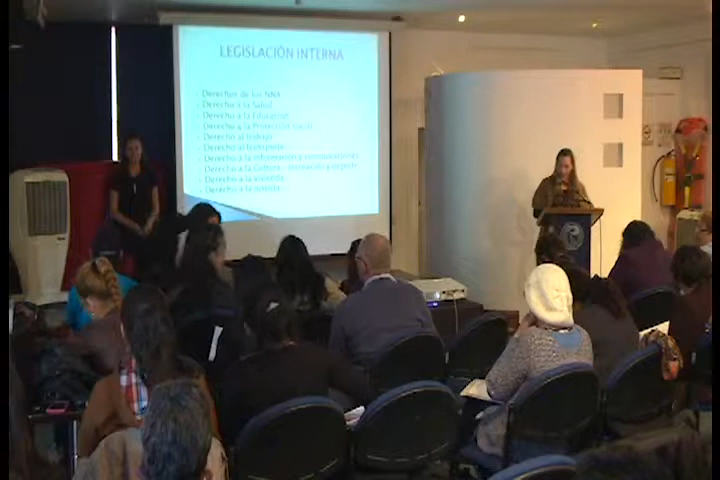 LEGISLACIÓN INTERNA
- Derechos de los NNA
- Derecho a la Salud
- Derecho a la Educación
- Derecho a la Protección Social
- Derecho al trabajo
- Derecho al transporte
- Derecho a la información y comunicaciones
- Derecho a la Cultura - recreación y deporte
- Derecho a la vivienda
- Derecho a la justicia